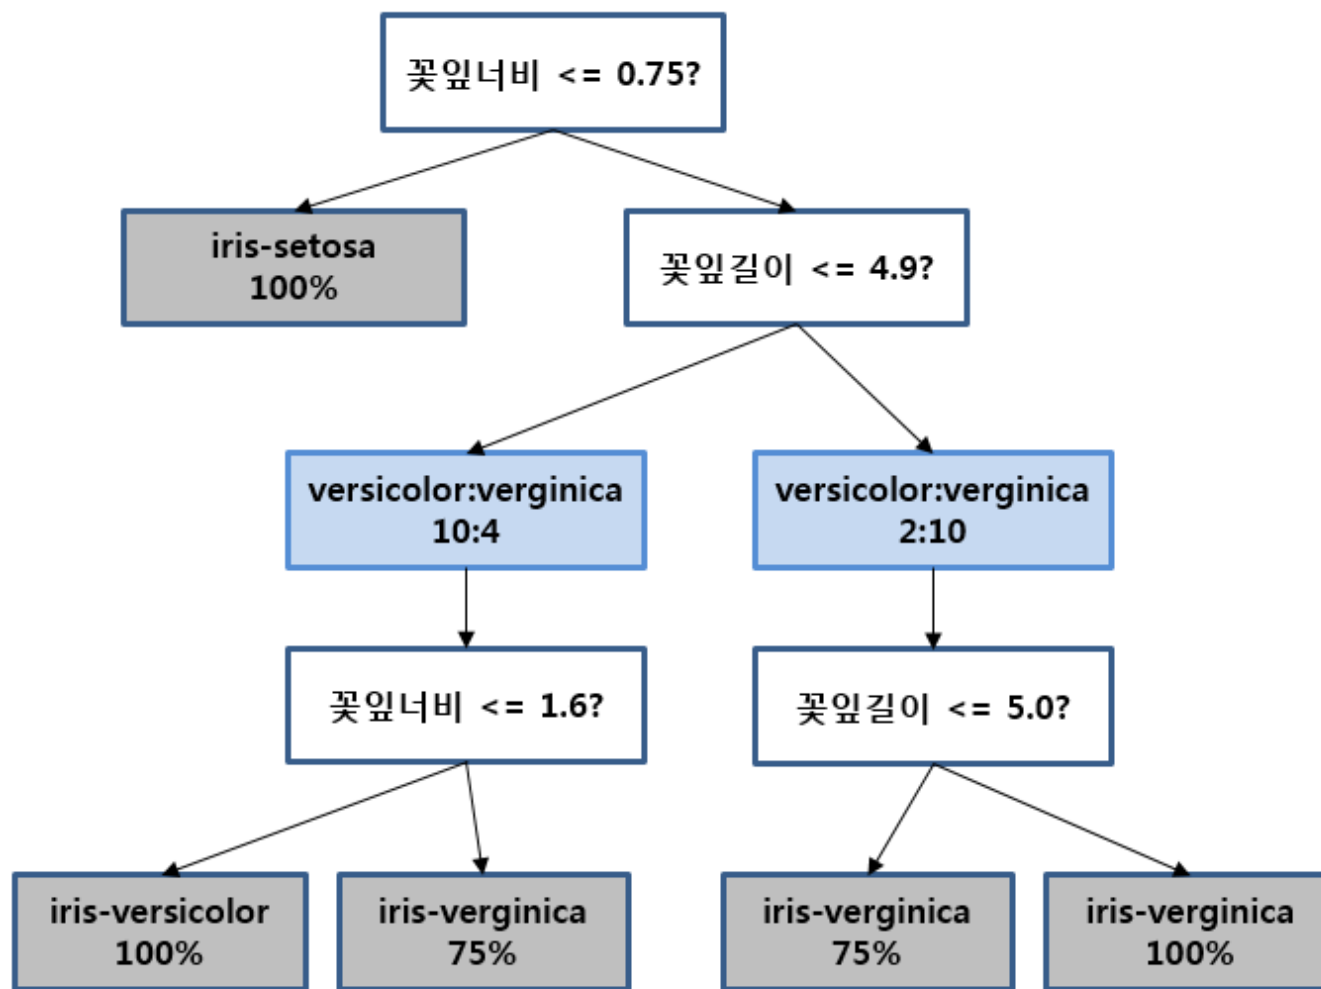 꽃잎너비 <= 0.75?
iris-setosa
100%
꽃잎길이 <= 4.9?
versicolor:verginica
10:4
versicolor:verginica
2:10
꽃잎너비 <= 1.6?
꽃잎길이 <= 5.0?
iris-versicolor
100%
iris-verginica
75%
iris-verginica
75%
iris-verginica
100%